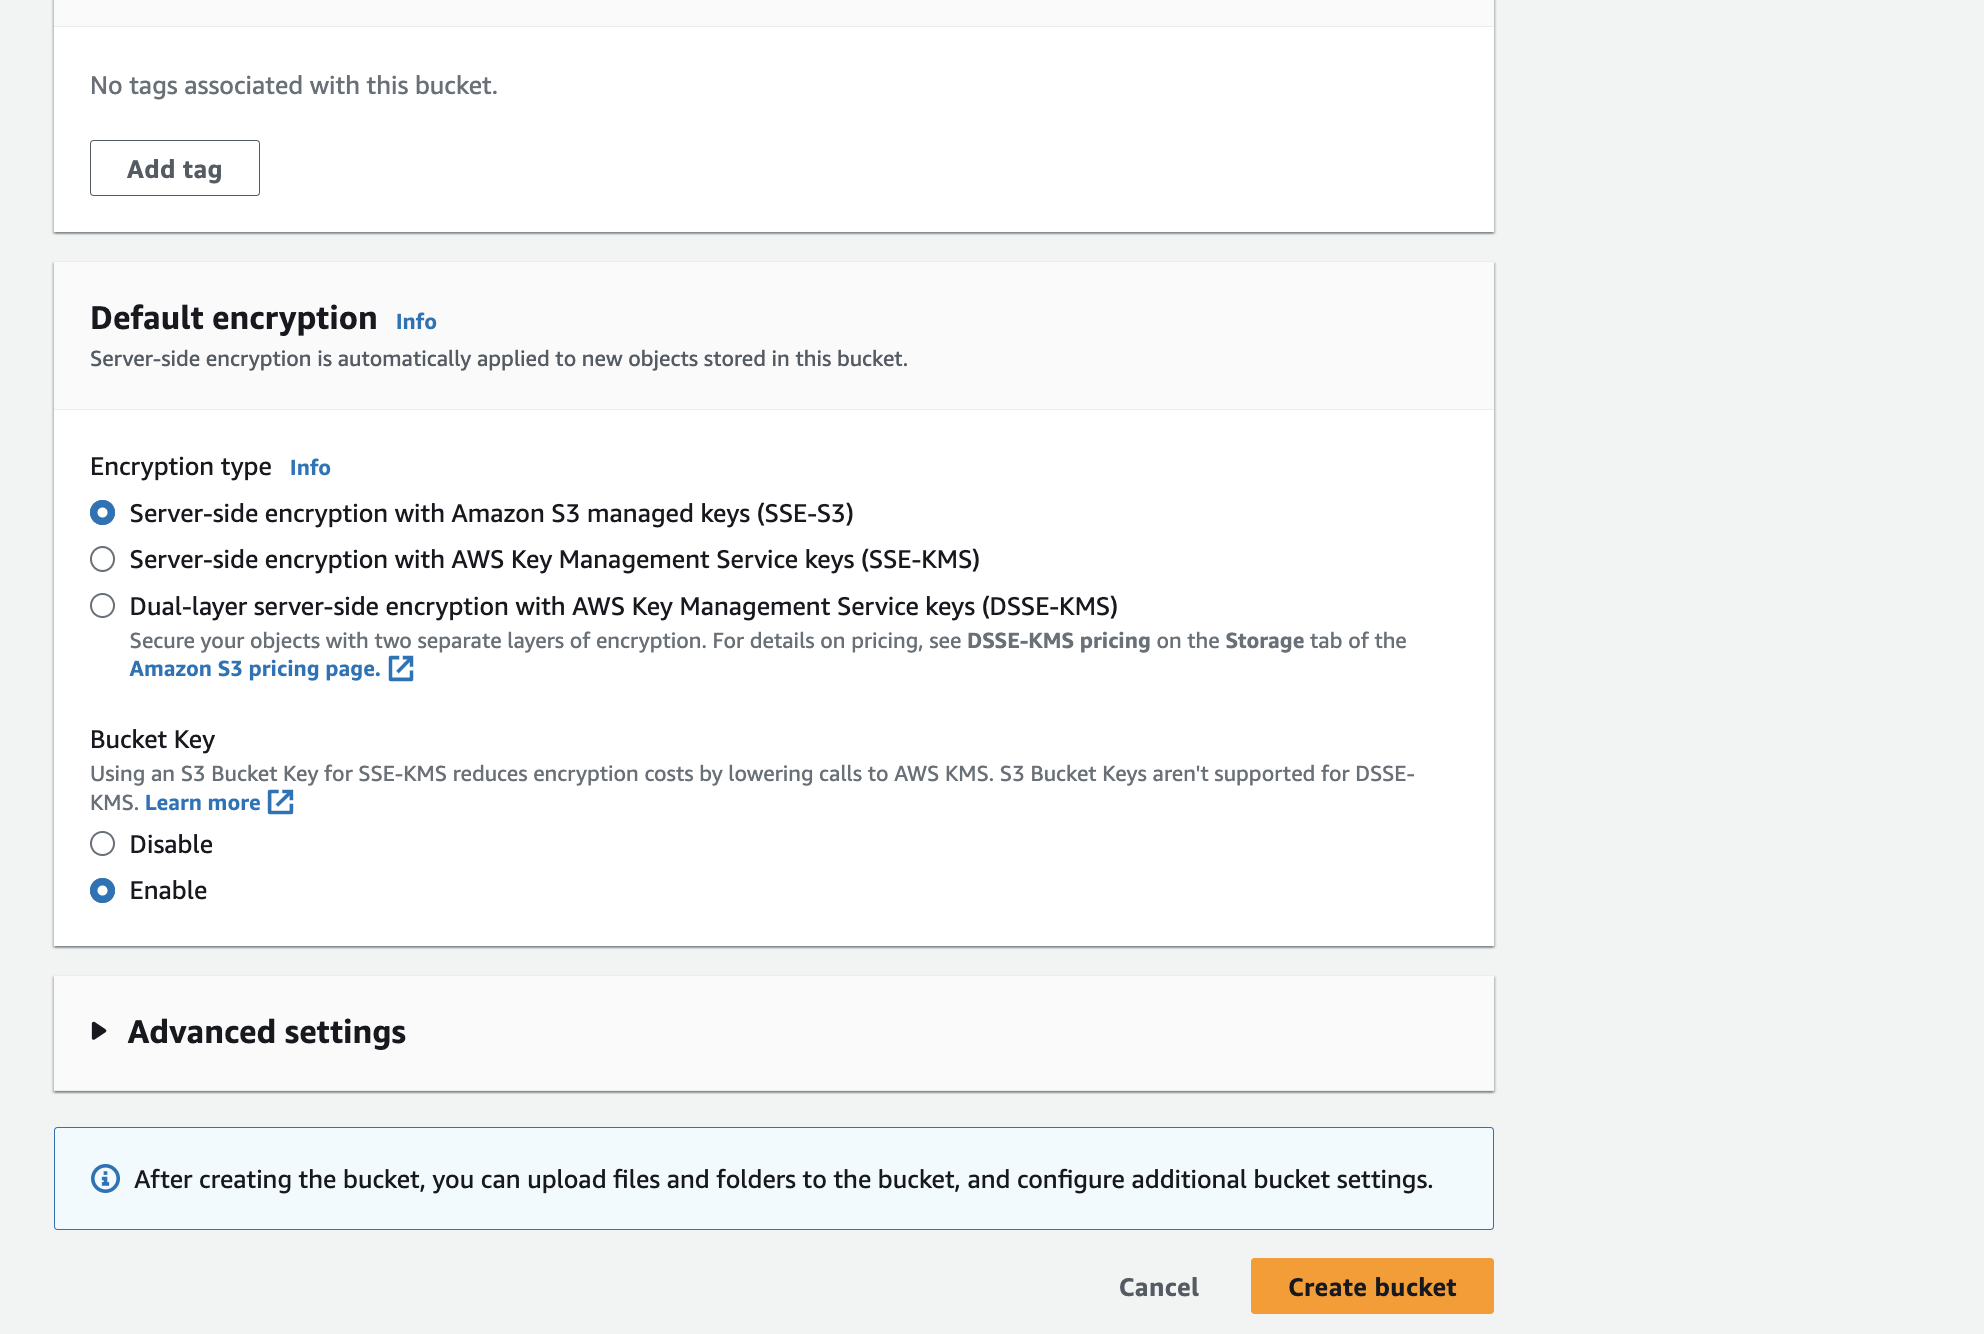 No tags associated with this bucket.
Add tag
Default encryption Info
Server-side encryption is automatically applied to new objects stored in this bucket.
Encryption type Info
Server-side encryption with Amazon S3 managed keys (SSE-S3)
Server-side encryption with AWS Key Management Service keys (SSE-KMS)
Dual-layer server-side encryption with AWS Key Management Service keys (DSSE-KMS)
Secure your objects with two separate layers of encryption. For details on pricing, see DSSE-KMS pricing on the Storage tab of the
Amazon S3 pricing page.
Bucket Key
Using an S3 Bucket Key for SSE-KMS reduces encryption costs by lowering calls to AWS KMS. S3 Bucket Keys aren't supported for DSSE-
KMS. Learn more
Disable
Enable
Advanced settings
After creating the bucket, you can upload files and folders to the bucket, and configure additional bucket settings.
Cancel Create bucket